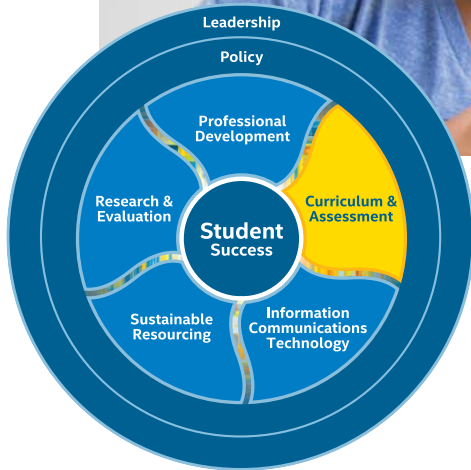 Leadership
Policy
Professional
Development
Research &
Evaluation
Curriculum &
Assessment
Student
Success
Sustainable
Resourcing
Information
Communications
Technology